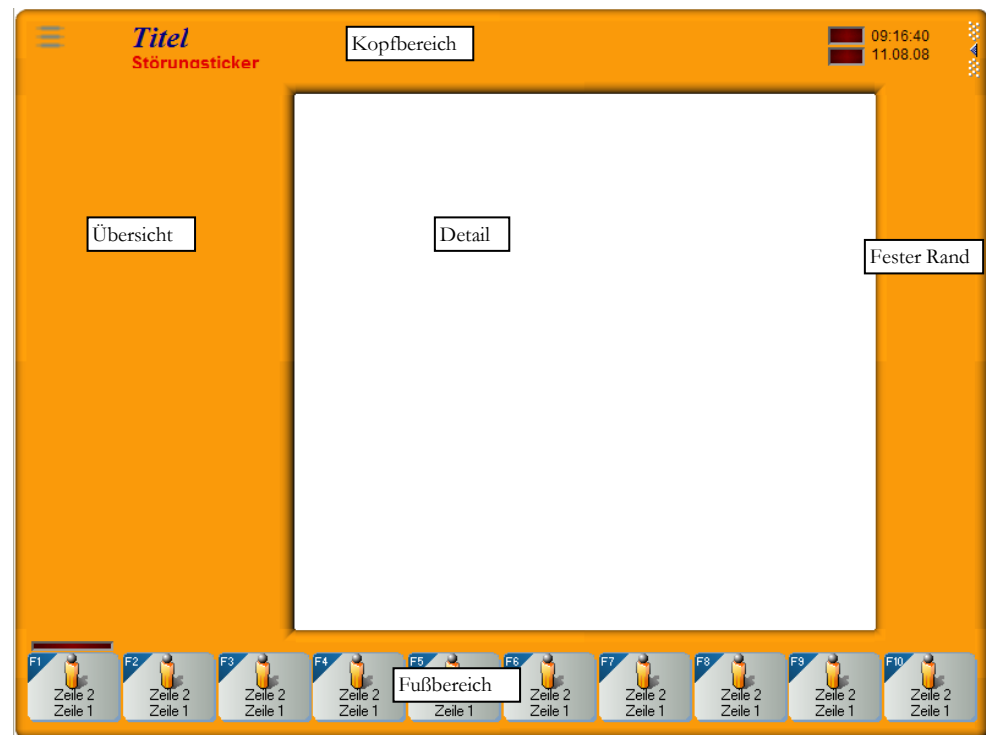 Titel
Störungsticker
Kopfbereich
09:16:40
11.08.08
Übersicht
Detail
Fester Rand
F1 F2 F3 F4 F5 F6 F7 F8 F9 F10
Zeile 2 Zeile 2 Zeile 2 Zeile 2 Zeile 2 Zeile 2 Zeile 2 Zeile 2 Zeile 2
Fußbereich
Zeile 1 Zeile 1 Zeile 1 Zeile 1 Zeile 1 Zeile 1 Zeile 1 Zeile 1 Zeile 1 Zeile 1